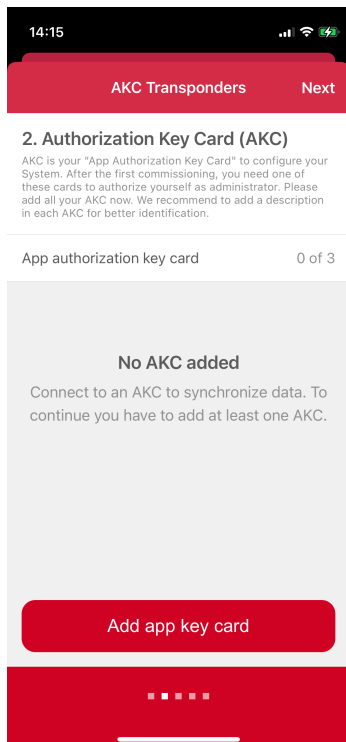 14:15
AKC Transponders
Next
2. Authorization Key Card (AKC)
AKC is your "App Authorization Key Card" to configure your
System. After the first commissioning, you need one of
these cards to authorize yourself as administrator. Please
add all your AKC now. We recommend to add a description
in each AKC for better identification.
App authorization key card
0 of 3
No AKC added
Connect to an AKC to synchronize data. To
continue you have to add at least one AKC.
Add app key card